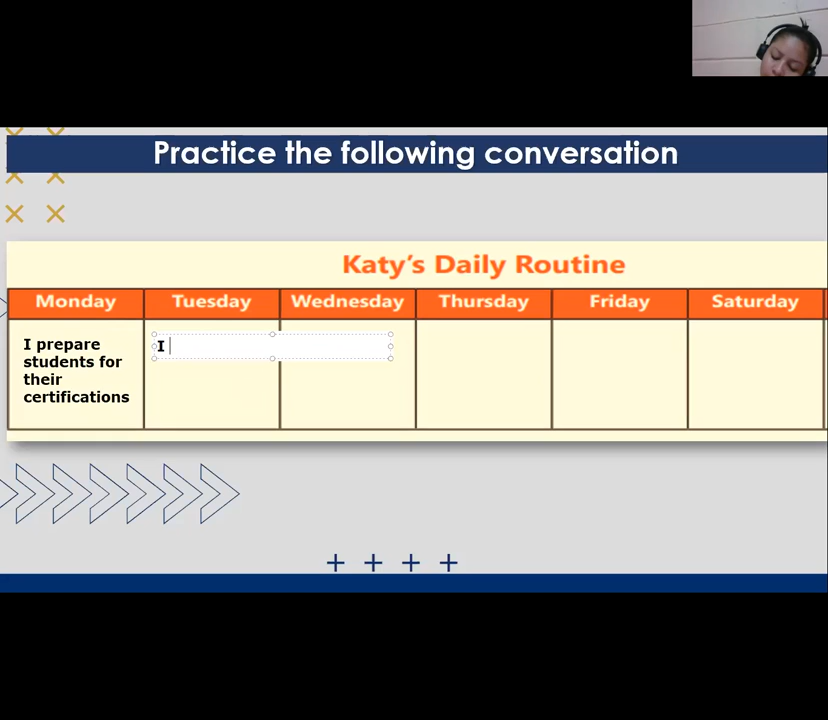 Practice the following conversation
Katy's Daily Routine
Monday Tuesday Wednesday Thursday Friday Saturday
I prepare
students for
their
certifications
I